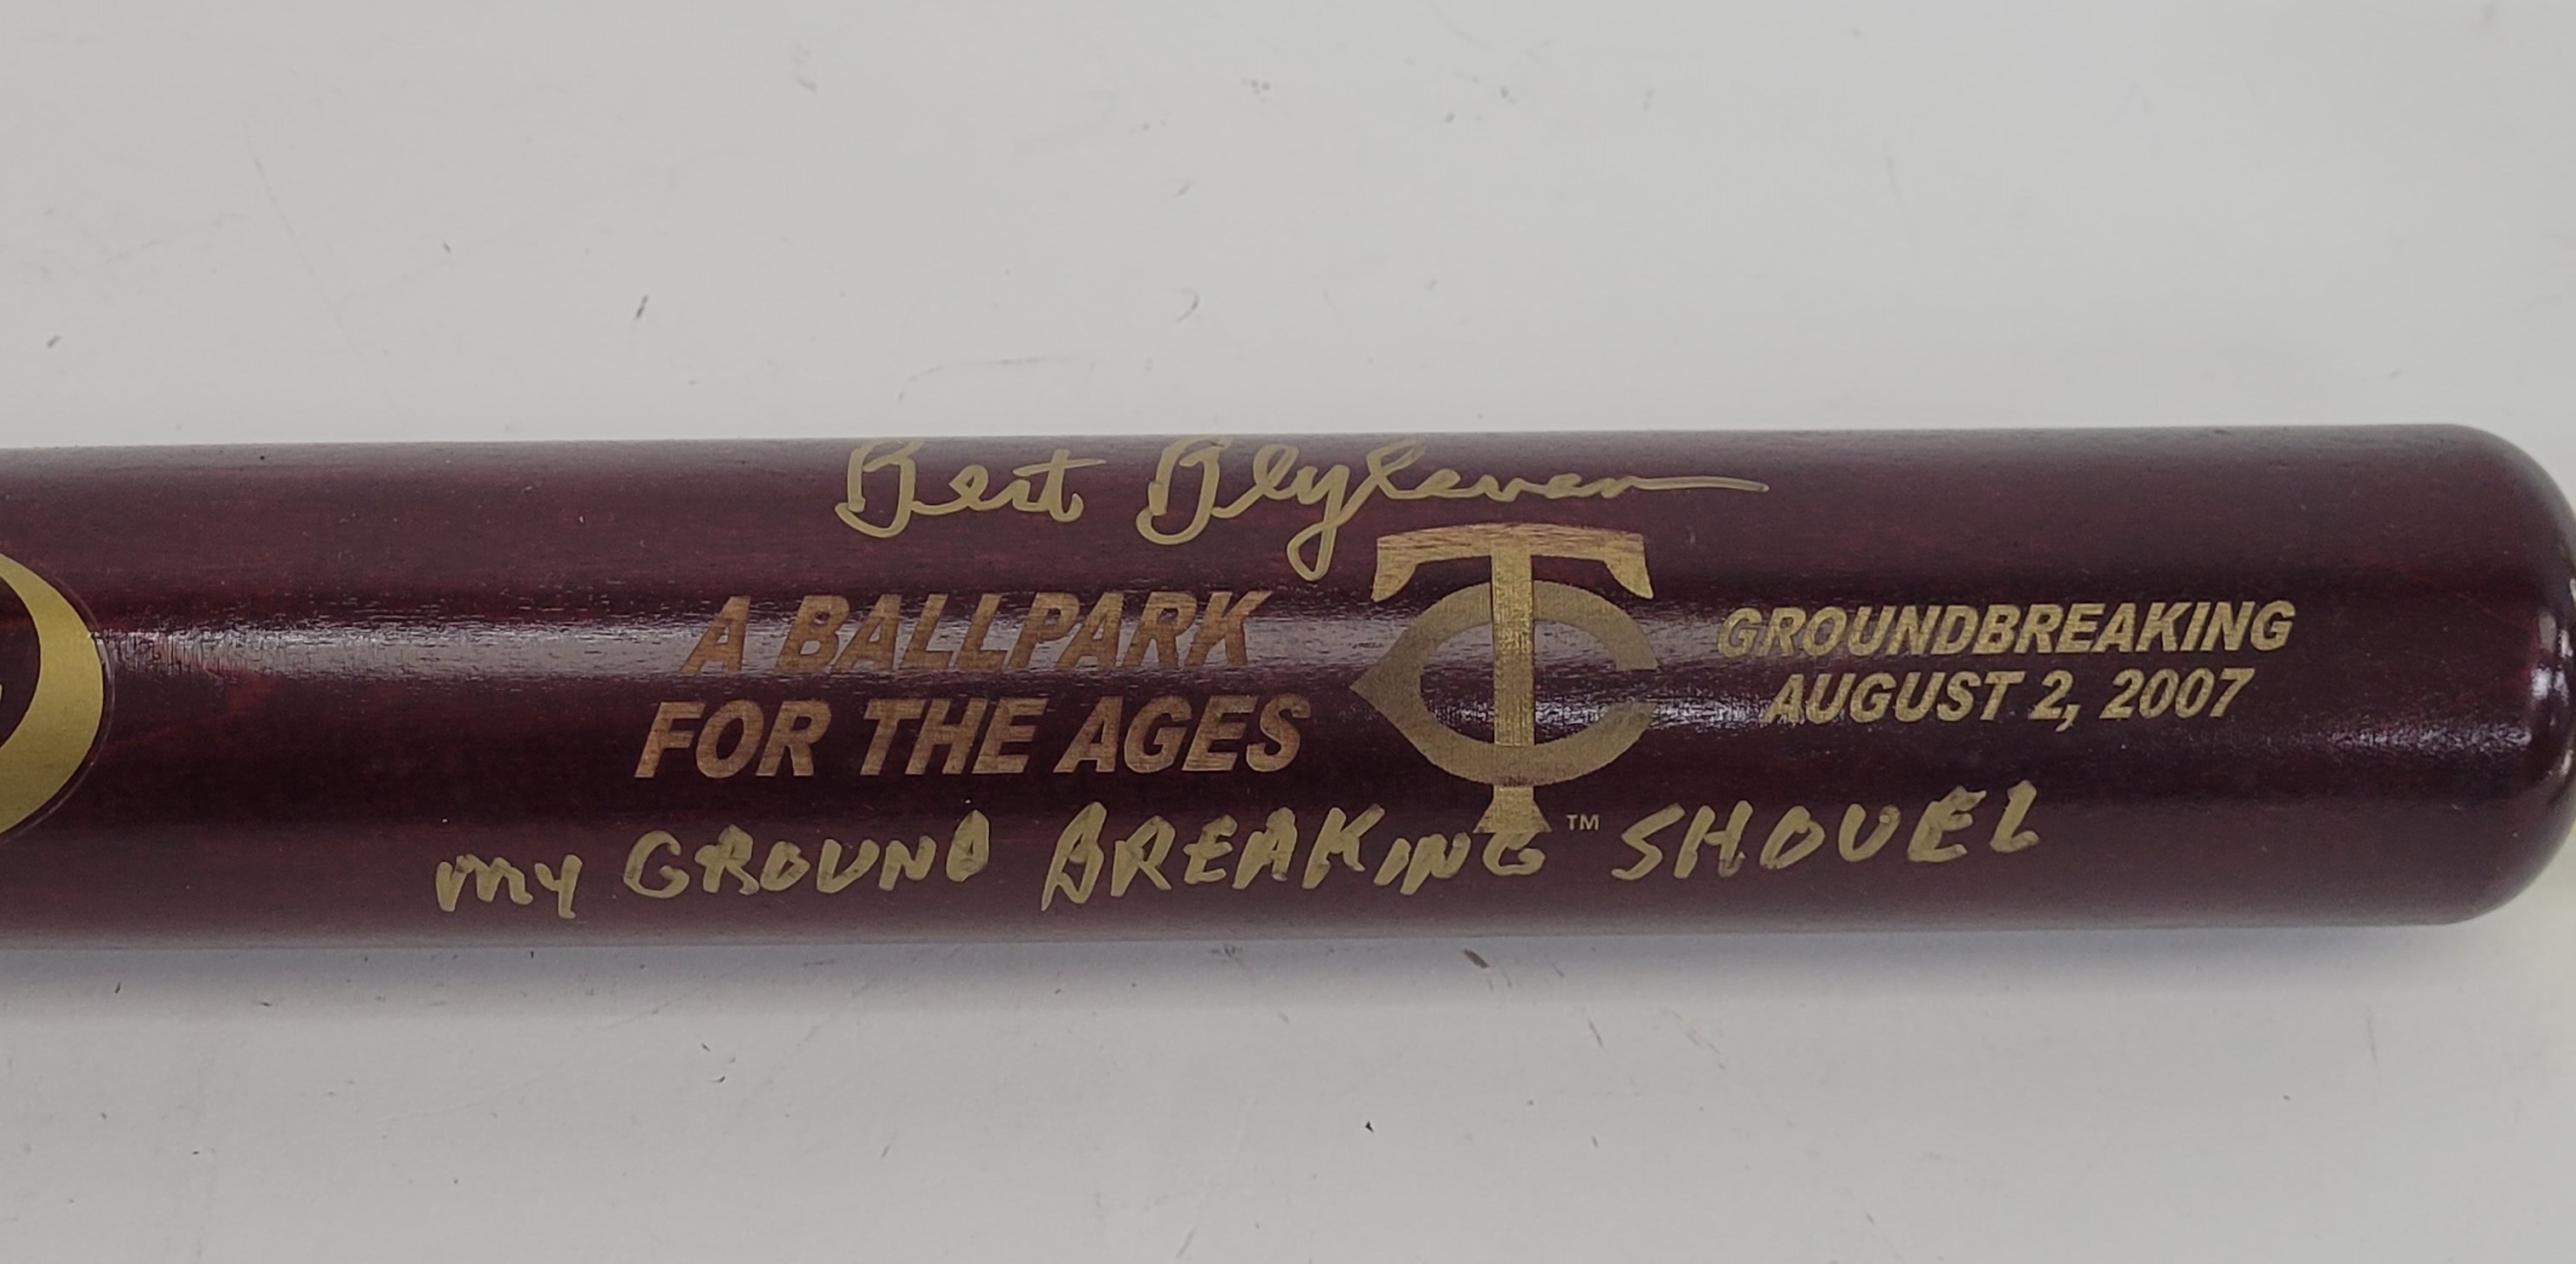 Bert Blyleven
A BALLPARK
FOR THE AGES
TC
TM
GROUNDBREAKING
AUGUST 2, 2007
my GROUND BREAKING SHOVEL